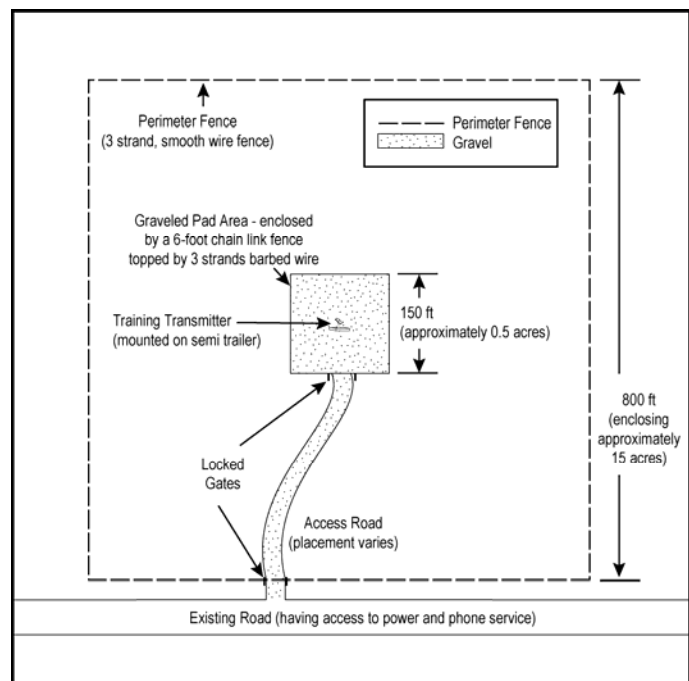 Perimeter Fence
(3 strand, smooth wire fence)
Perimeter Fence
Gravel
Graveled Pad Area - enclosed
by a 6-foot chain link fence
topped by 3 strands barbed wire
Training Transmitter
(mounted on semi trailer)
150 ft
(approximately 0.5 acres)
800 ft
(enclosing
approximately
15 acres)
Locked
Gates
Access Road
(placement varies)
Existing Road (having access to power and phone service)